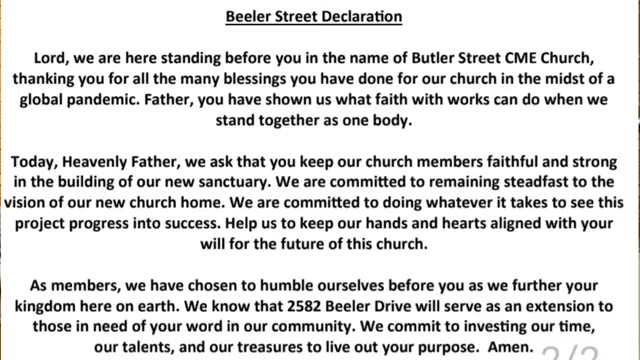 Beeler Street Declaration
Lord, we are here standing before you in the name of Butler Street CME Church,
thanking you for all the many blessings you have done for our church in the midst of a
global pandemic. Father, you have shown us what faith with works can do when we
stand together as one body.
Today, Heavenly Father, we ask that you keep our church members faithful and strong
in the building of our new sanctuary. We are committed to remaining steadfast to the
vision of our new church home. We are committed to doing whatever it takes to see this
project progress into success. Help us to keep our hands and hearts aligned with your
will for the future of this church.
As members, we have chosen to humble ourselves before you as we further your
kingdom here on earth. We know that 2582 Beeler Drive will serve as an extension to
those in need of your word in our community. We commit to investing our time,
our talents, and our treasures to live out your purpose. Amen.
2/2